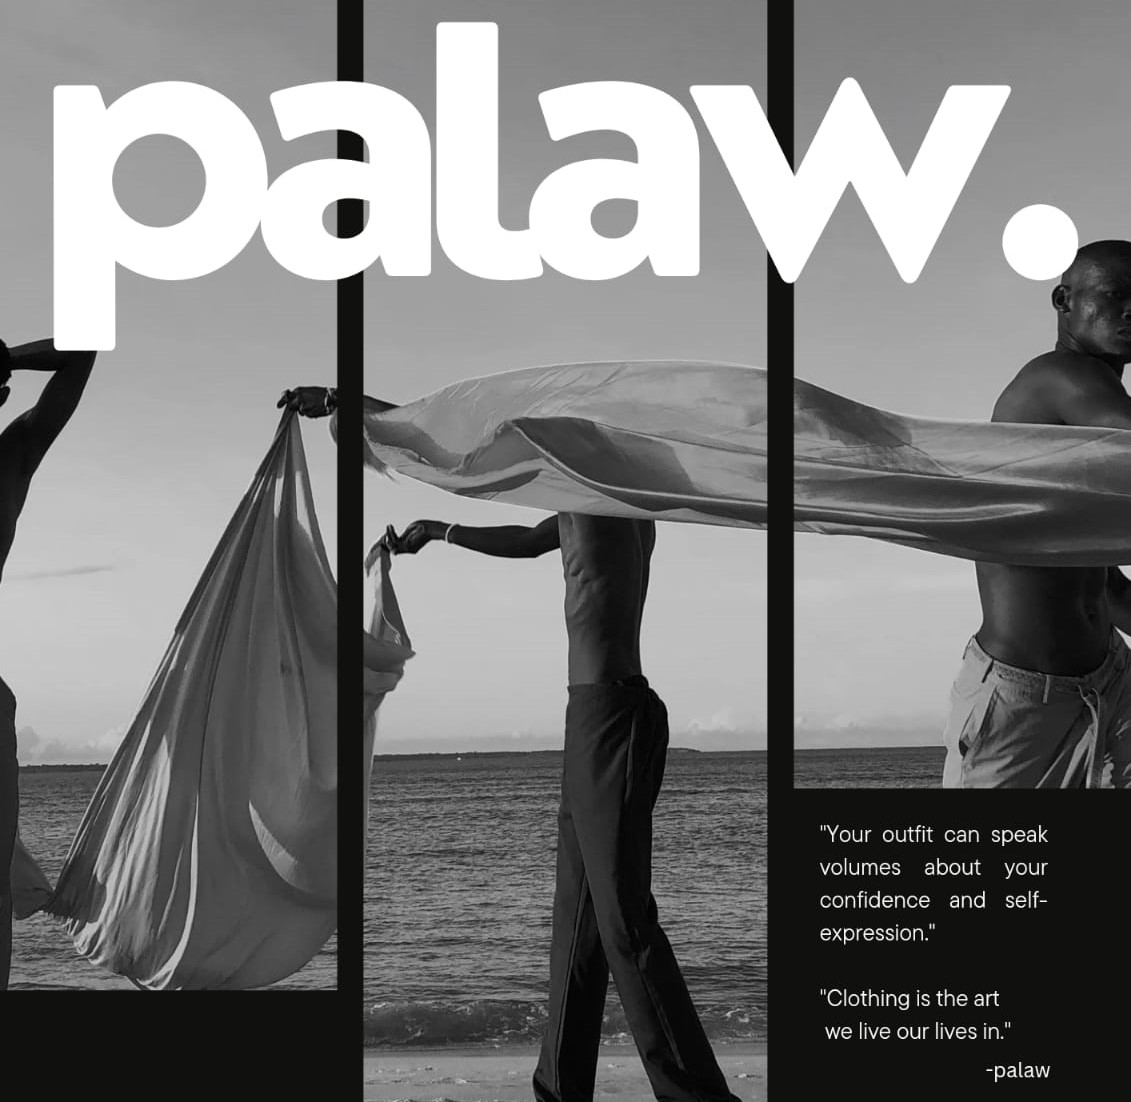 palaw.
"Your outfit can speak
volumes about your
confidence and self-
expression."
"Clothing is the art
we live our lives in."
-palaw